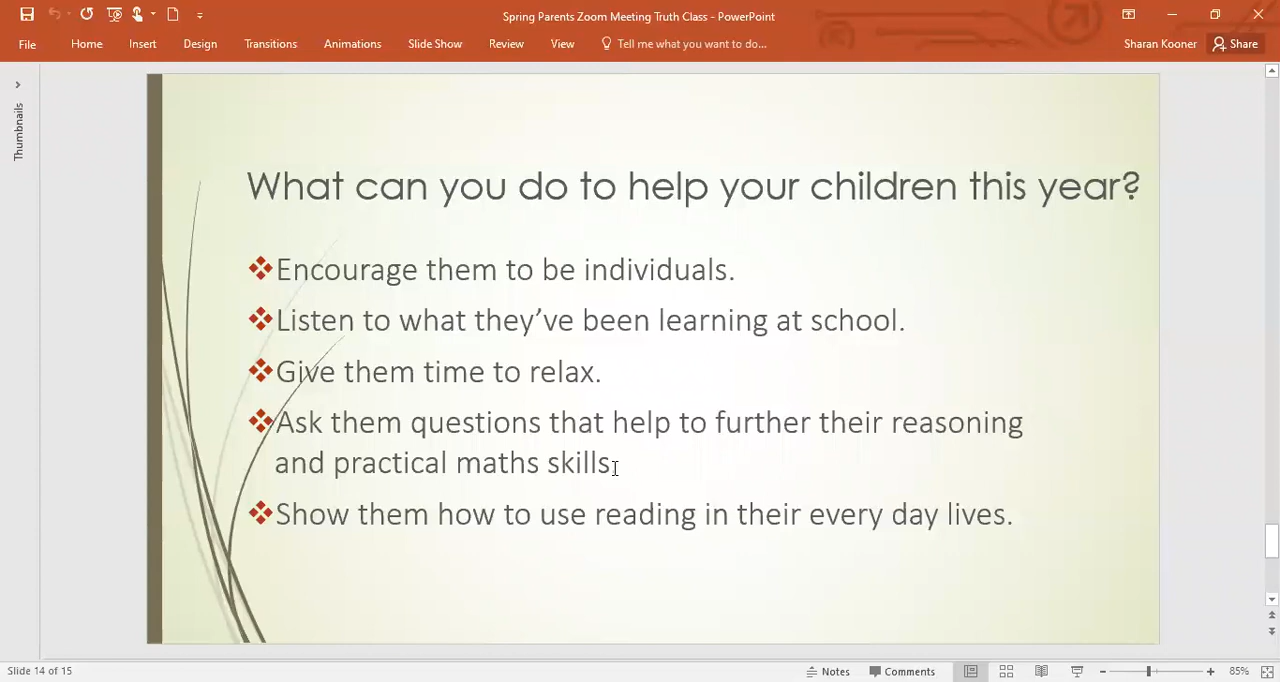 Spring Parents Zoom Meeting Truth Class - PowerPoint
File Home Insert Design Transitions Animations Slide Show Review View Tell me what you want to do... Sharan Kooner Share
Thumbnails
What can you do to help your children this year?
Encourage them to be individuals.
Listen to what they’ve been learning at school.
Give them time to relax.
Ask them questions that help to further their reasoning
and practical maths skills.
Show them how to use reading in their every day lives.
Slide 14 of 15 Notes Comments 85%